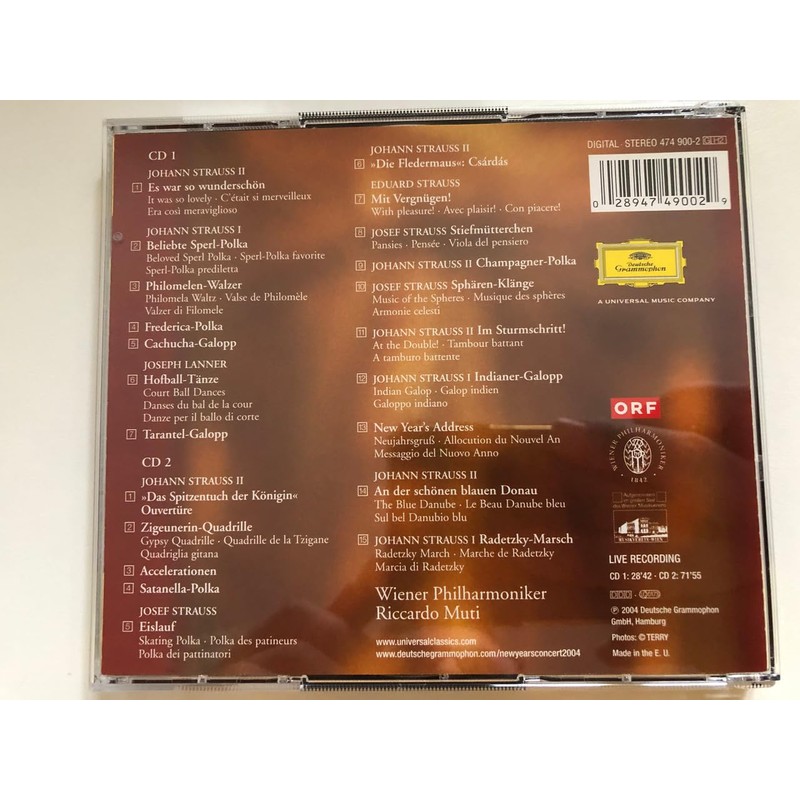 CD 1
JOHANN STRAUSS II
1 Es war so wunderschön
It was so lovely · C'était si merveilleux
Era così meraviglioso
JOHANN STRAUSS I
2 Beliebte Sperl-Polka
Beloved Sperl Polka · Sperl-Polka favorite
Sperl-Polka prediletta
3 Philomelen-Walzer
Philomela Waltz · Valse de Philomèle
Valzer di Filomele
4 Frederica-Polka
5 Cachucha-Galopp
JOSEPH LANNER
6 Hofball-Tänze
Court Ball Dances
Danses du bal de la cour
Danze per il ballo di corte
7 Tarantel-Galopp
CD 2
JOHANN STRAUSS II
1 »Das Spitzentuch der Königin«
Ouvertüre
2 Zigeunerin-Quadrille
Gypsy Quadrille · Quadrille de la Tzigane
Quadriglia gitana
3 Accelerationen
4 Satanella-Polka
JOSEF STRAUSS
5 Eislauf
Skating Polka · Polka des patineurs
Polka dei pattinatori
JOHANN STRAUSS II
6 »Die Fledermaus«: Csárdás
EDUARD STRAUSS
7 Mit Vergnügen!
With pleasure! · Avec plaisir! · Con piacere!
8 JOSEF STRAUSS Stiefmütterchen
Pansies · Pensée · Viola del pensiero
9 JOHANN STRAUSS II Champagner-Polka
10 JOSEF STRAUSS Sphären-Klänge
Music of the Spheres · Musique des sphères
Armonie celesti
11 JOHANN STRAUSS II Im Sturmschritt!
At the Double! · Tambour battant
A tamburo battente
12 JOHANN STRAUSS I Indianer-Galopp
Indian Galop · Galop indien
Galoppo indiano
13 New Year's Address
Neujahrsgruß · Allocution du Nouvel An
Messaggio del Nuovo Anno
JOHANN STRAUSS II
14 An der schönen blauen Donau
The Blue Danube · Le Beau Danube bleu
Sul bel Danubio blu
15 JOHANN STRAUSS I Radetzky-Marsch
Radetzky March · Marche de Radetzky
Marcia di Radetzky
Wiener Philharmoniker
Riccardo Muti
www.universalclassics.com
www.deutschegrammophon.com/newyearsconcert2004
DIGITAL · STEREO 474 900-2 GH2
0 28947 49002 9
Deutsche
Grammophon
A UNIVERSAL MUSIC COMPANY
ORF
WIENER PHILHARMONIKER
1842
Aufgenommen
im großen Saal
des Wiener Musikvereins
MUSIKVEREIN WIEN
LIVE RECORDING
CD 1: 28'42 · CD 2: 71'55
DDD
℗ 2004 Deutsche Grammophon
GmbH, Hamburg
Photos: © TERRY
Made in the E. U.